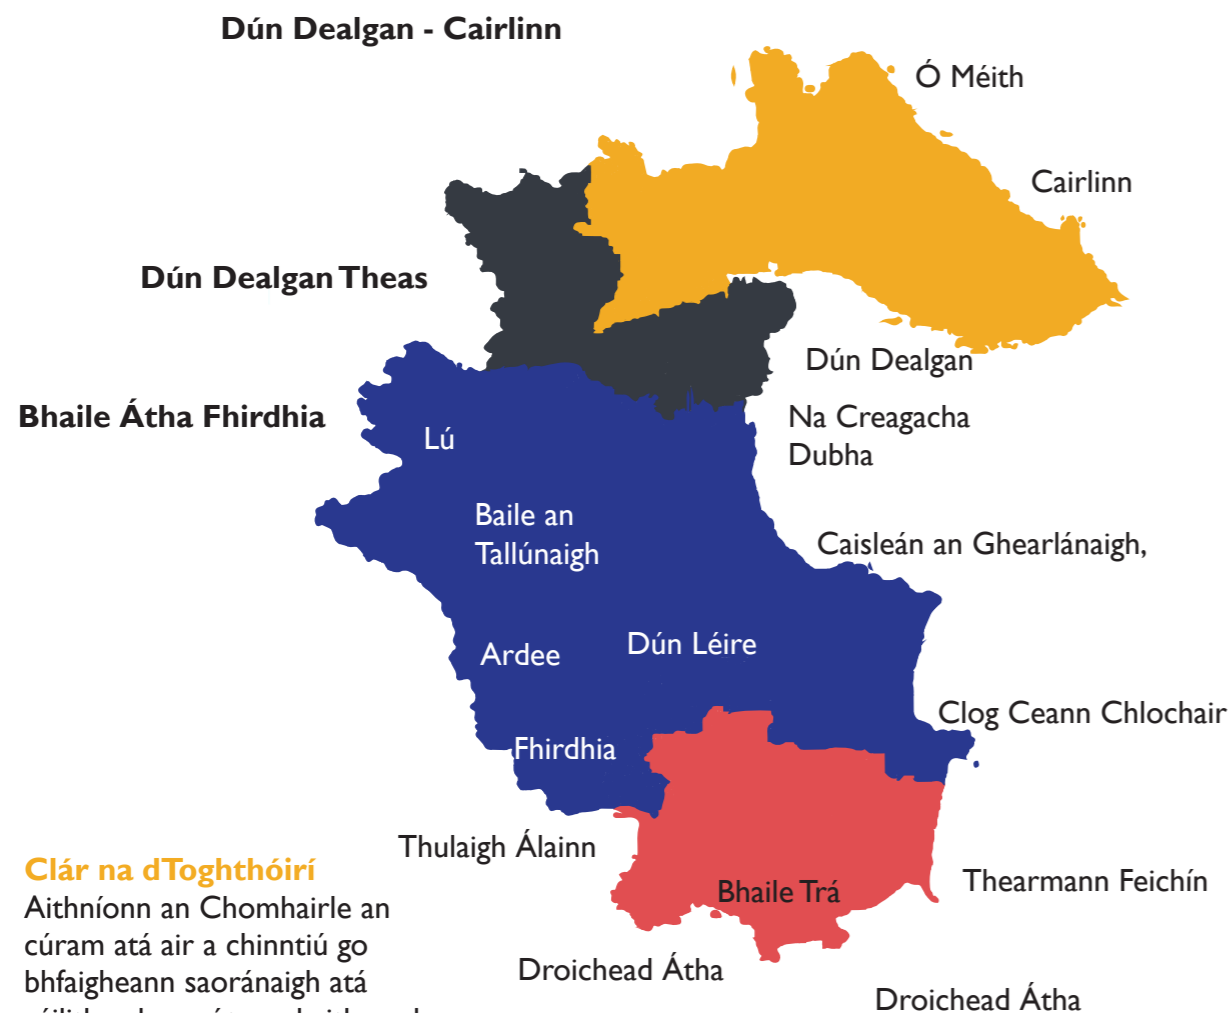 Dún Dealgan - Cairlinn
Ó Méith
Cairlinn
Dún Dealgan Theas
Dún Dealgan
Bhaile Átha Fhirdhia
Na Creagacha
Dubha
Lú
Baile an
Tallúnaigh
Caisleán an Ghearlánaigh,
Ardee
Dún Léire
Clog Ceann Chlochair
Fhirdhia
Thulaigh Álainn
Bhaile Trá
Thearmann Feichín
Droichead Átha
Droichead Átha
Clár na dToghthóirí
Aithníonn an Chomhairle an
cúram atá air a chinntiú go
bhfaigheann saoránaigh atá